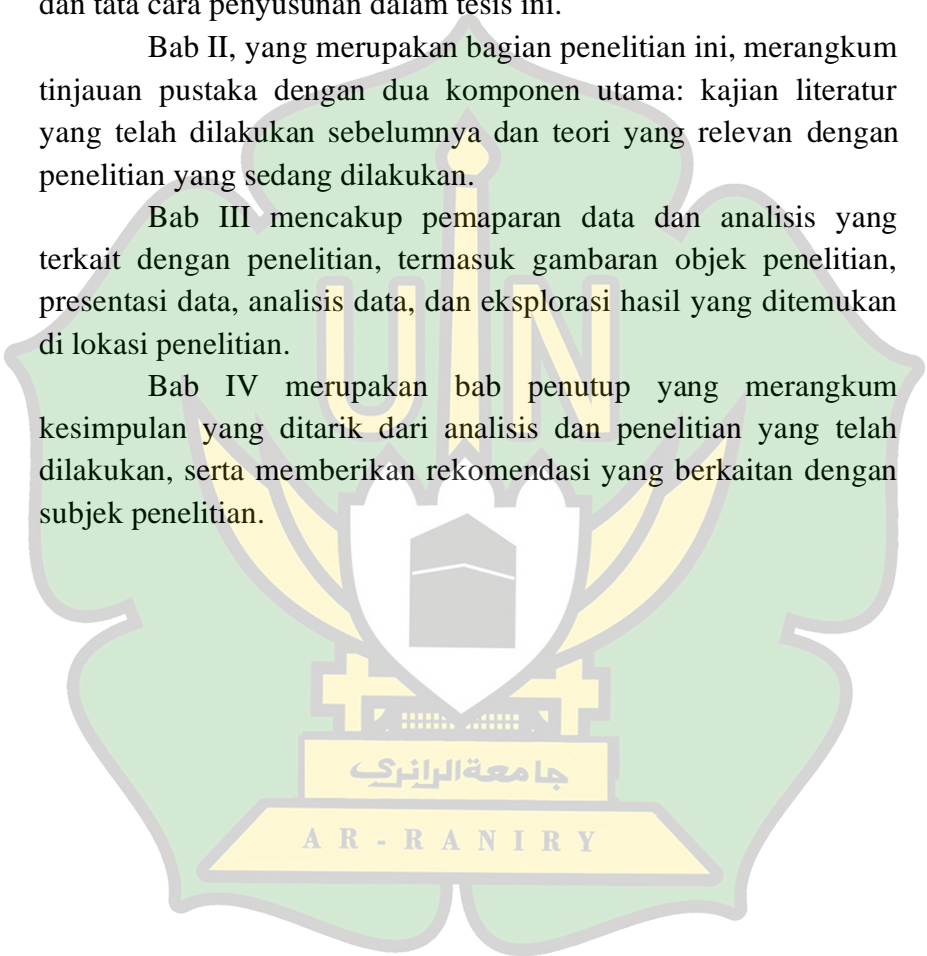 dan tata cara penyusunan dalam tesis ini.
Bab II, yang merupakan bagian penelitian ini, merangkum
tinjauan pustaka dengan dua komponen utama: kajian literatur
yang telah dilakukan sebelumnya dan teori yang relevan dengan
penelitian yang sedang dilakukan.
Bab III mencakup pemaparan data dan analisis yang
terkait dengan penelitian, termasuk gambaran objek penelitian,
presentasi data, analisis data, dan eksplorasi hasil yang ditemukan
di lokasi penelitian.
Bab IV merupakan bab penutup yang merangkum
kesimpulan yang ditarik dari analisis dan penelitian yang telah
dilakukan, serta memberikan rekomendasi yang berkaitan dengan
subjek penelitian.
UIN
جامعةالرانري
AR-RANIRY